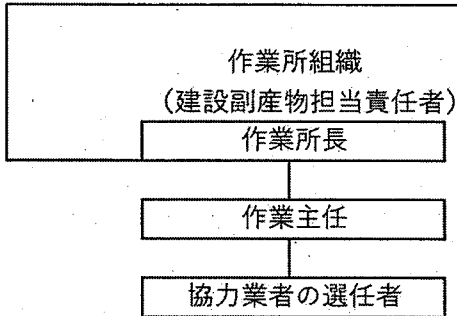 作業所組織
(建設副産物担当責任者)
作業所長
作業主任
協力業者の選任者